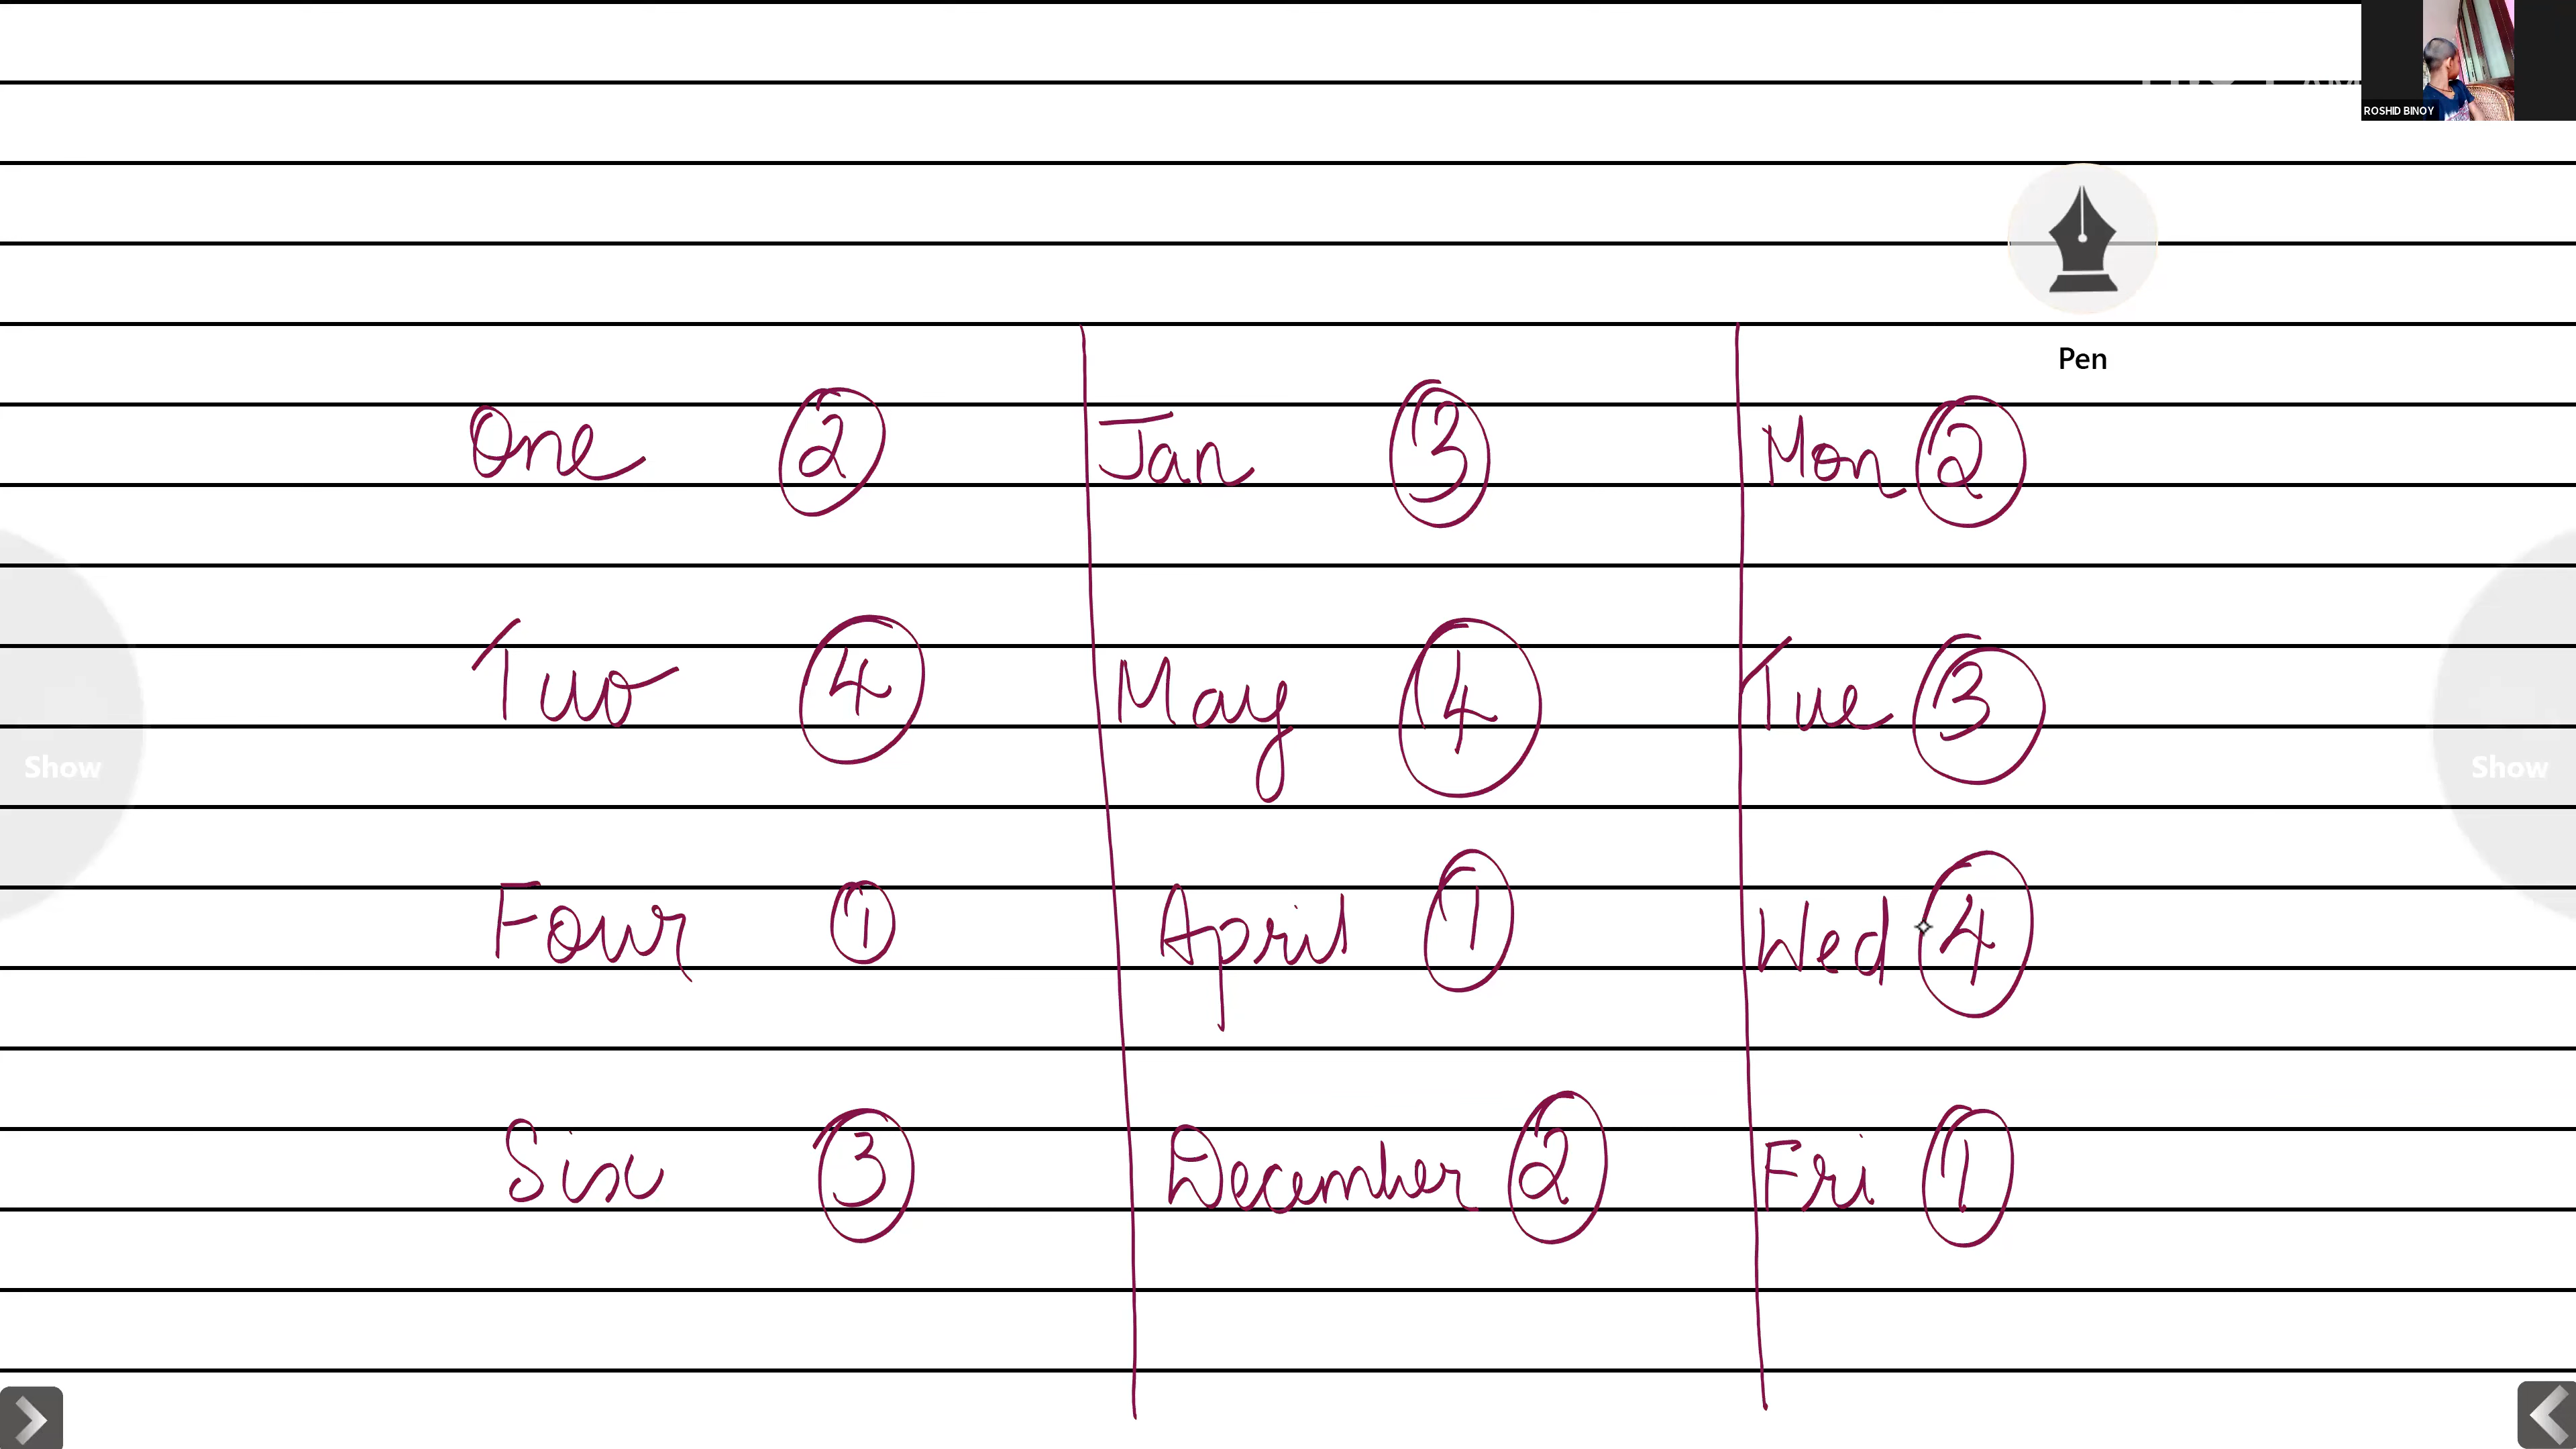 ROSHID BINOY
Pen
One ② Jan ③ Mon ②
Two ④ May ④ Tue ③
Show Show
Four ① April ① Wed ④
Six ③ December ② Fri ①